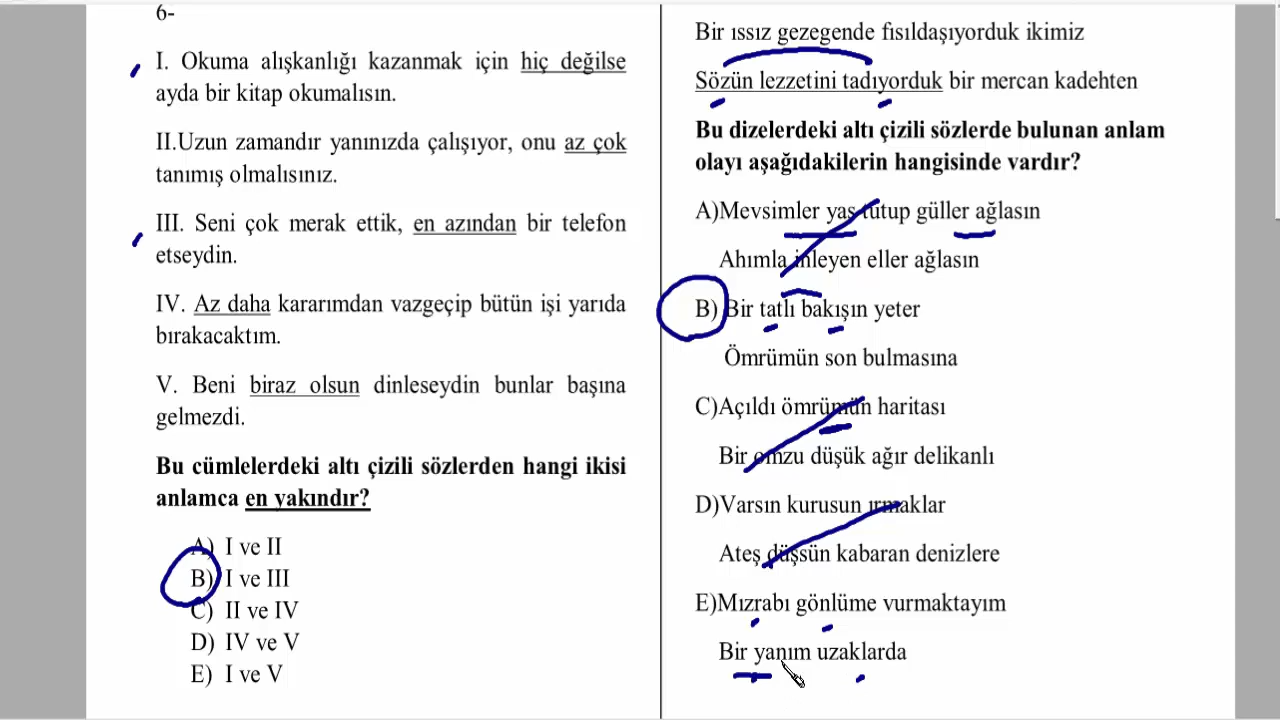 6-
I. Okuma alışkanlığı kazanmak için hiç değilse
ayda bir kitap okumalısın.
II.Uzun zamandır yanınızda çalışıyor, onu az çok
tanımış olmalısınız.
III. Seni çok merak ettik, en azından bir telefon
etseydin.
IV. Az daha kararımdan vazgeçip bütün işi yarıda
bırakacaktım.
V. Beni biraz olsun dinleseydin bunlar başına
gelmezdi.
Bu cümlelerdeki altı çizili sözlerden hangi ikisi
anlamca en yakındır?
A) I ve II
B) I ve III
C) II ve IV
D) IV ve V
E) I ve V
Bir ıssız gezegende fısıldaşıyorduk ikimiz
Sözün lezzetini tadıyorduk bir mercan kadehten
Bu dizelerdeki altı çizili sözlerde bulunan anlam
olayı aşağıdakilerin hangisinde vardır?
A)Mevsimler yas tutup güller ağlasın
Ahımla inleyen eller ağlasın
B) Bir tatlı bakışın yeter
Ömrümün son bulmasına
C)Açıldı ömrümün haritası
Bir omzu düşük ağır delikanlı
D)Varsın kurusun ırmaklar
Ateş düşsün kabaran denizlere
E)Mızrabı gönlüme vurmaktayım
Bir yanım uzaklarda